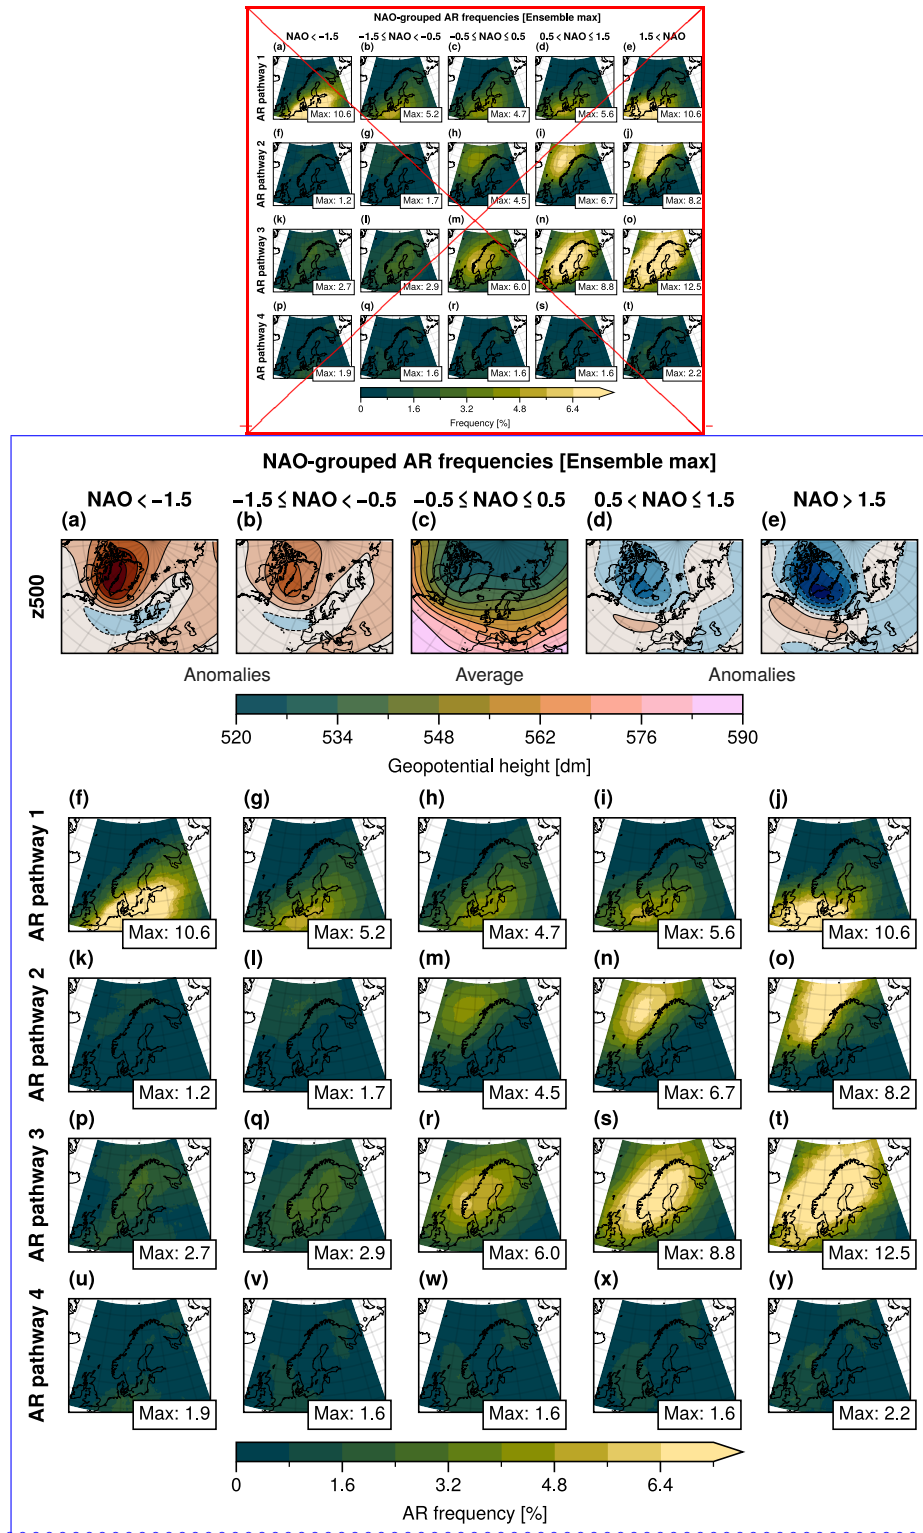 NAO-grouped AR frequencies [Ensemble max]
NAO < −1.5 −1.5 ≤ NAO < −0.5 −0.5 ≤ NAO ≤ 0.5 0.5 < NAO ≤ 1.5 1.5 < NAO
(a) (b) (c) (d) (e)
AR pathway 1
Max: 10.6 Max: 5.2 Max: 4.7 Max: 5.6 Max: 10.6
(f) (g) (h) (i) (j)
AR pathway 2
Max: 1.2 Max: 1.7 Max: 4.5 Max: 6.7 Max: 8.2
(k) (l) (m) (n) (o)
AR pathway 3
Max: 2.7 Max: 2.9 Max: 6.0 Max: 8.8 Max: 12.5
(p) (q) (r) (s) (t)
AR pathway 4
Max: 1.9 Max: 1.6 Max: 1.6 Max: 1.6 Max: 2.2
0 1.6 3.2 4.8 6.4
Frequency [%]
NAO-grouped AR frequencies [Ensemble max]
NAO < −1.5 −1.5 ≤ NAO < −0.5 −0.5 ≤ NAO ≤ 0.5 0.5 < NAO ≤ 1.5 NAO > 1.5
(a) (b) (c) (d) (e)
z500
Anomalies Average Anomalies
520 534 548 562 576 590
Geopotential height [dm]
(f) (g) (h) (i) (j)
AR pathway 1
Max: 10.6 Max: 5.2 Max: 4.7 Max: 5.6 Max: 10.6
(k) (l) (m) (n) (o)
AR pathway 2
Max: 1.2 Max: 1.7 Max: 4.5 Max: 6.7 Max: 8.2
(p) (q) (r) (s) (t)
AR pathway 3
Max: 2.7 Max: 2.9 Max: 6.0 Max: 8.8 Max: 12.5
(u) (v) (w) (x) (y)
AR pathway 4
Max: 1.9 Max: 1.6 Max: 1.6 Max: 1.6 Max: 2.2
0 1.6 3.2 4.8 6.4
AR frequency [%]